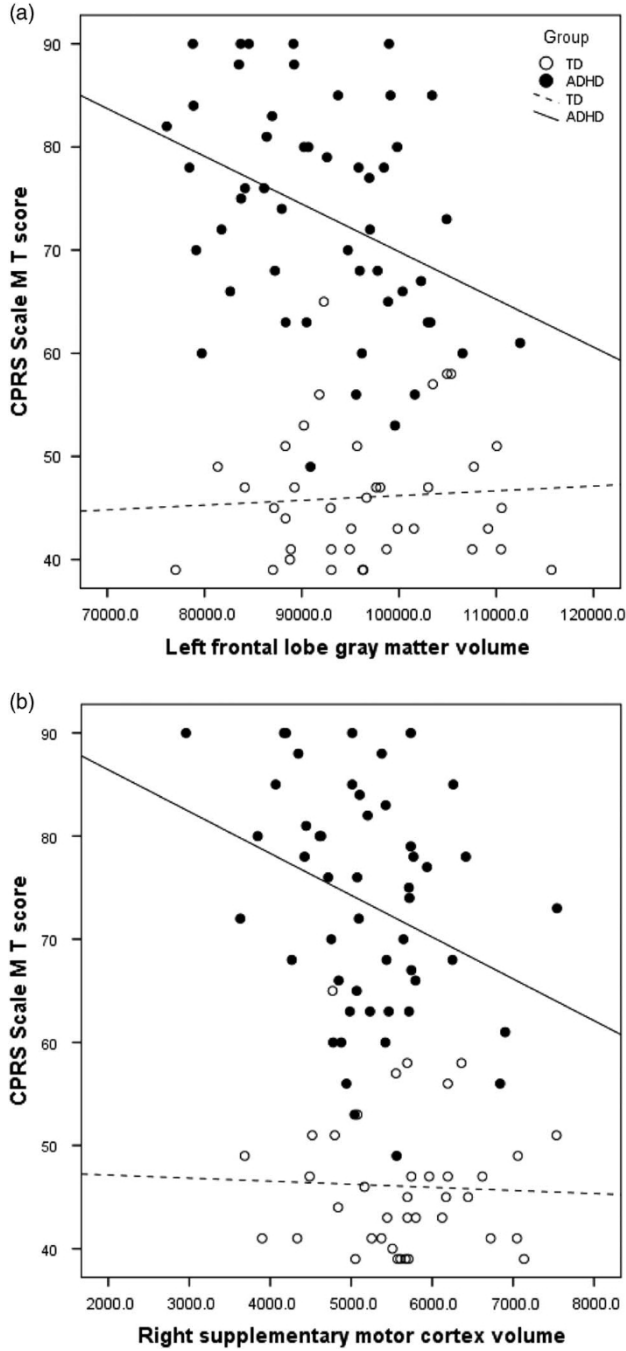 (a)
Group
TD
ADHD
TD
ADHD
CPRS Scale M T score
90
80
70
60
50
40
70000.0 80000.0 90000.0 100000.0 110000.0 120000.0
Left frontal lobe gray matter volume
(b)
CPRS Scale M T score
90
80
70
60
50
40
2000.0 3000.0 4000.0 5000.0 6000.0 7000.0 8000.0
Right supplementary motor cortex volume